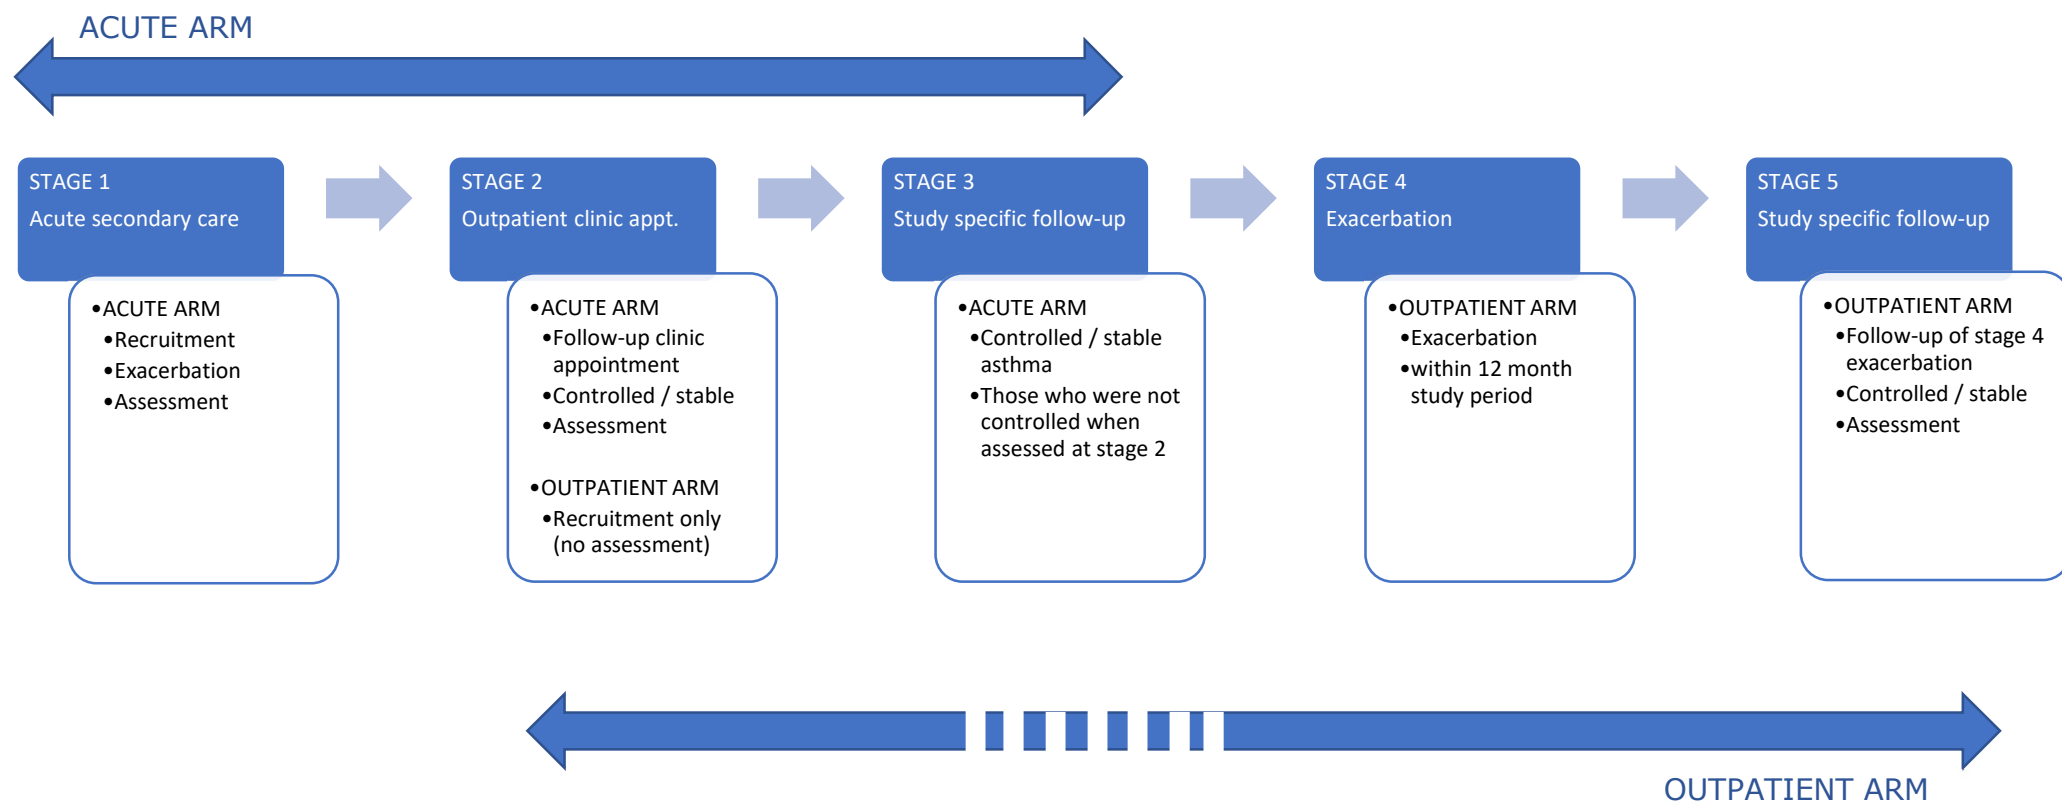 ACUTE ARM
STAGE 1
Acute secondary care
•ACUTE ARM
•Recruitment
•Exacerbation
•Assessment
STAGE 2
Outpatient clinic appt.
•ACUTE ARM
•Follow-up clinic
appointment
•Controlled / stable
•Assessment
•OUTPATIENT ARM
•Recruitment only
(no assessment)
STAGE 3
Study specific follow-up
•ACUTE ARM
•Controlled / stable
asthma
•Those who were not
controlled when
assessed at stage 2
STAGE 4
Exacerbation
•OUTPATIENT ARM
•Exacerbation
•within 12 month
study period
STAGE 5
Study specific follow-up
•OUTPATIENT ARM
•Follow-up of stage 4
exacerbation
•Controlled / stable
•Assessment
OUTPATIENT ARM